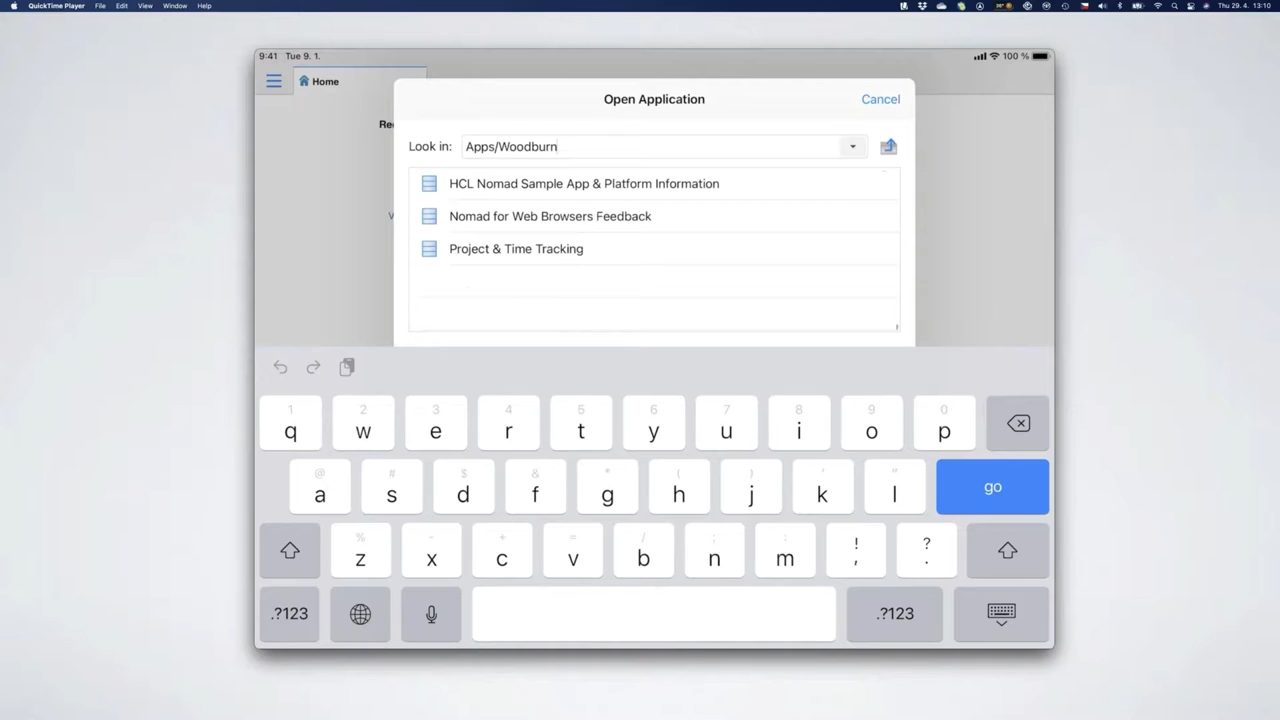 QuickTime Player File Edit View Window Help
Thu 29. 4. 13:10
9:41 Tue 9. 1.
100 %
Home
Open Application
Cancel
Look in: Apps/Woodburn
HCL Nomad Sample App & Platform Information
Nomad for Web Browsers Feedback
Project & Time Tracking
1 2 3 4 5 6 7 8 9 0
q w e r t y u i o p
@ # $ & * ( ) ' "
a s d f g h j k l go
% - + = / ; : ! ?
z x c v b n m , .
.?123 .?123